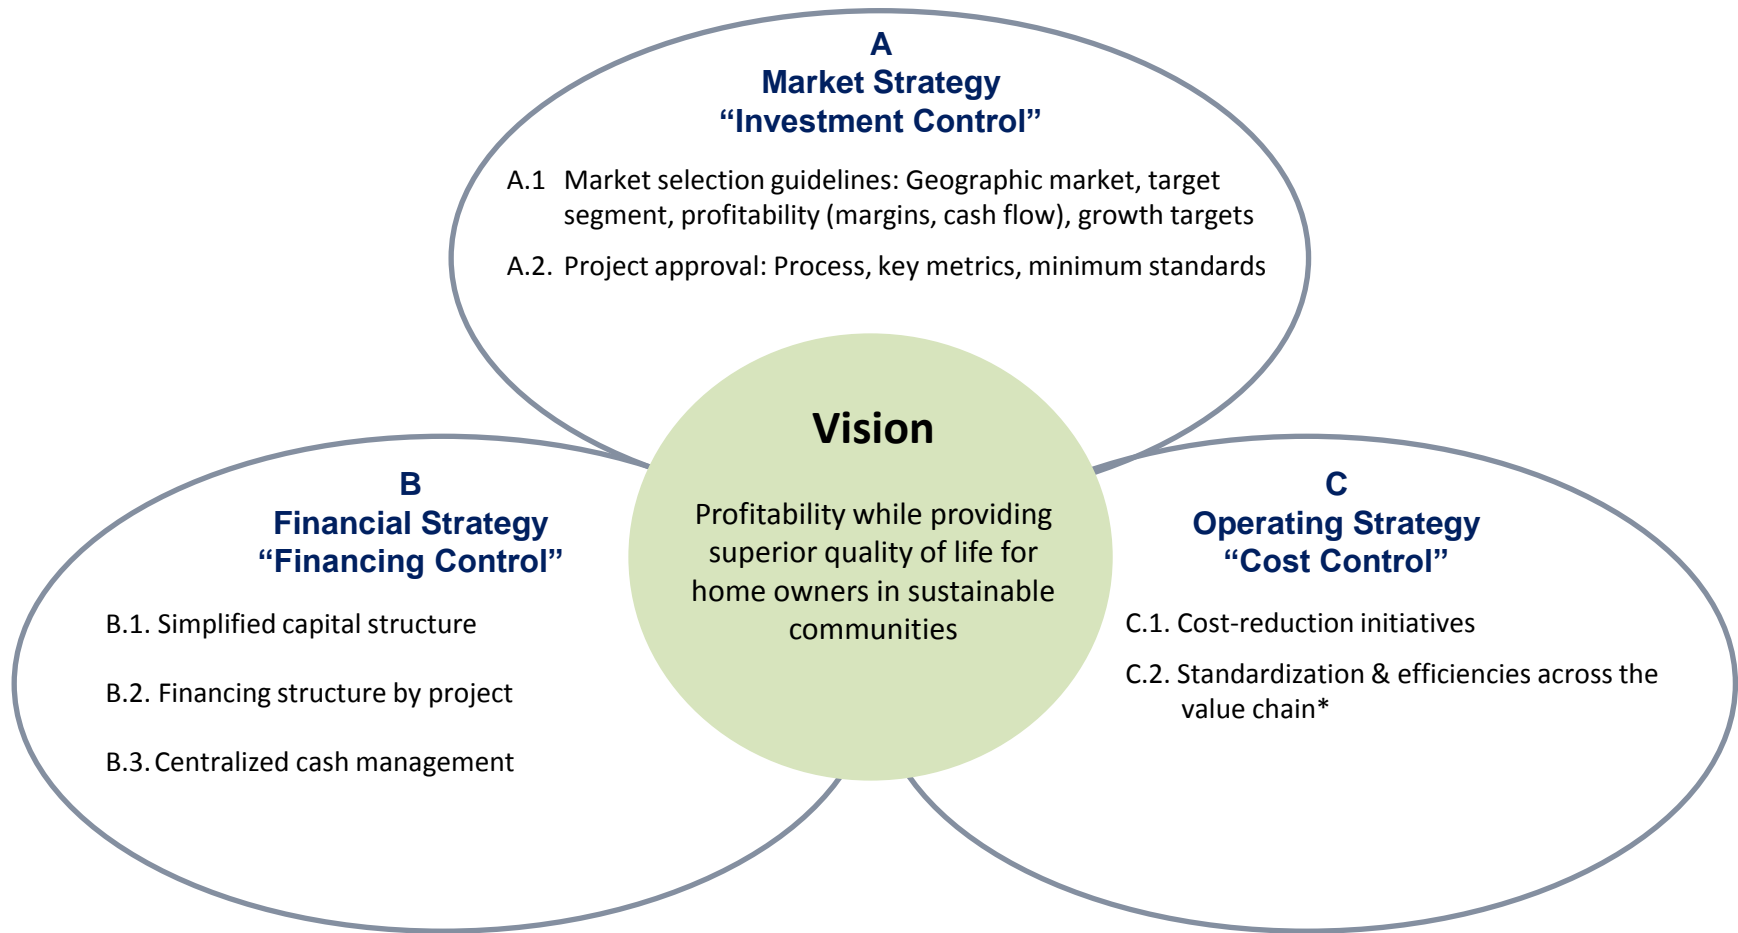 A
Market Strategy
“Investment Control”
A.1 Market selection guidelines: Geographic market, target
segment, profitability (margins, cash flow), growth targets
A.2. Project approval: Process, key metrics, minimum standards
Vision
Profitability while providing
superior quality of life for
home owners in sustainable
communities
B
Financial Strategy
“Financing Control”
B.1. Simplified capital structure
B.2. Financing structure by project
B.3. Centralized cash management
C
Operating Strategy
“Cost Control”
C.1. Cost-reduction initiatives
C.2. Standardization & efficiencies across the
value chain*